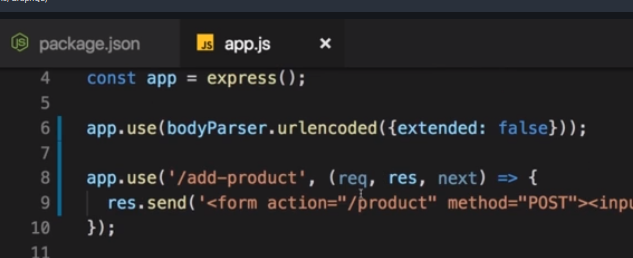 package.json
JS app.js ×
4 const app = express();
5
6 app.use(bodyParser.urlencoded({extended: false}));
7
8 app.use('/add-product', (req, res, next) => {
9 res.send('<form action="/product" method="POST"><inpu
10 });
11